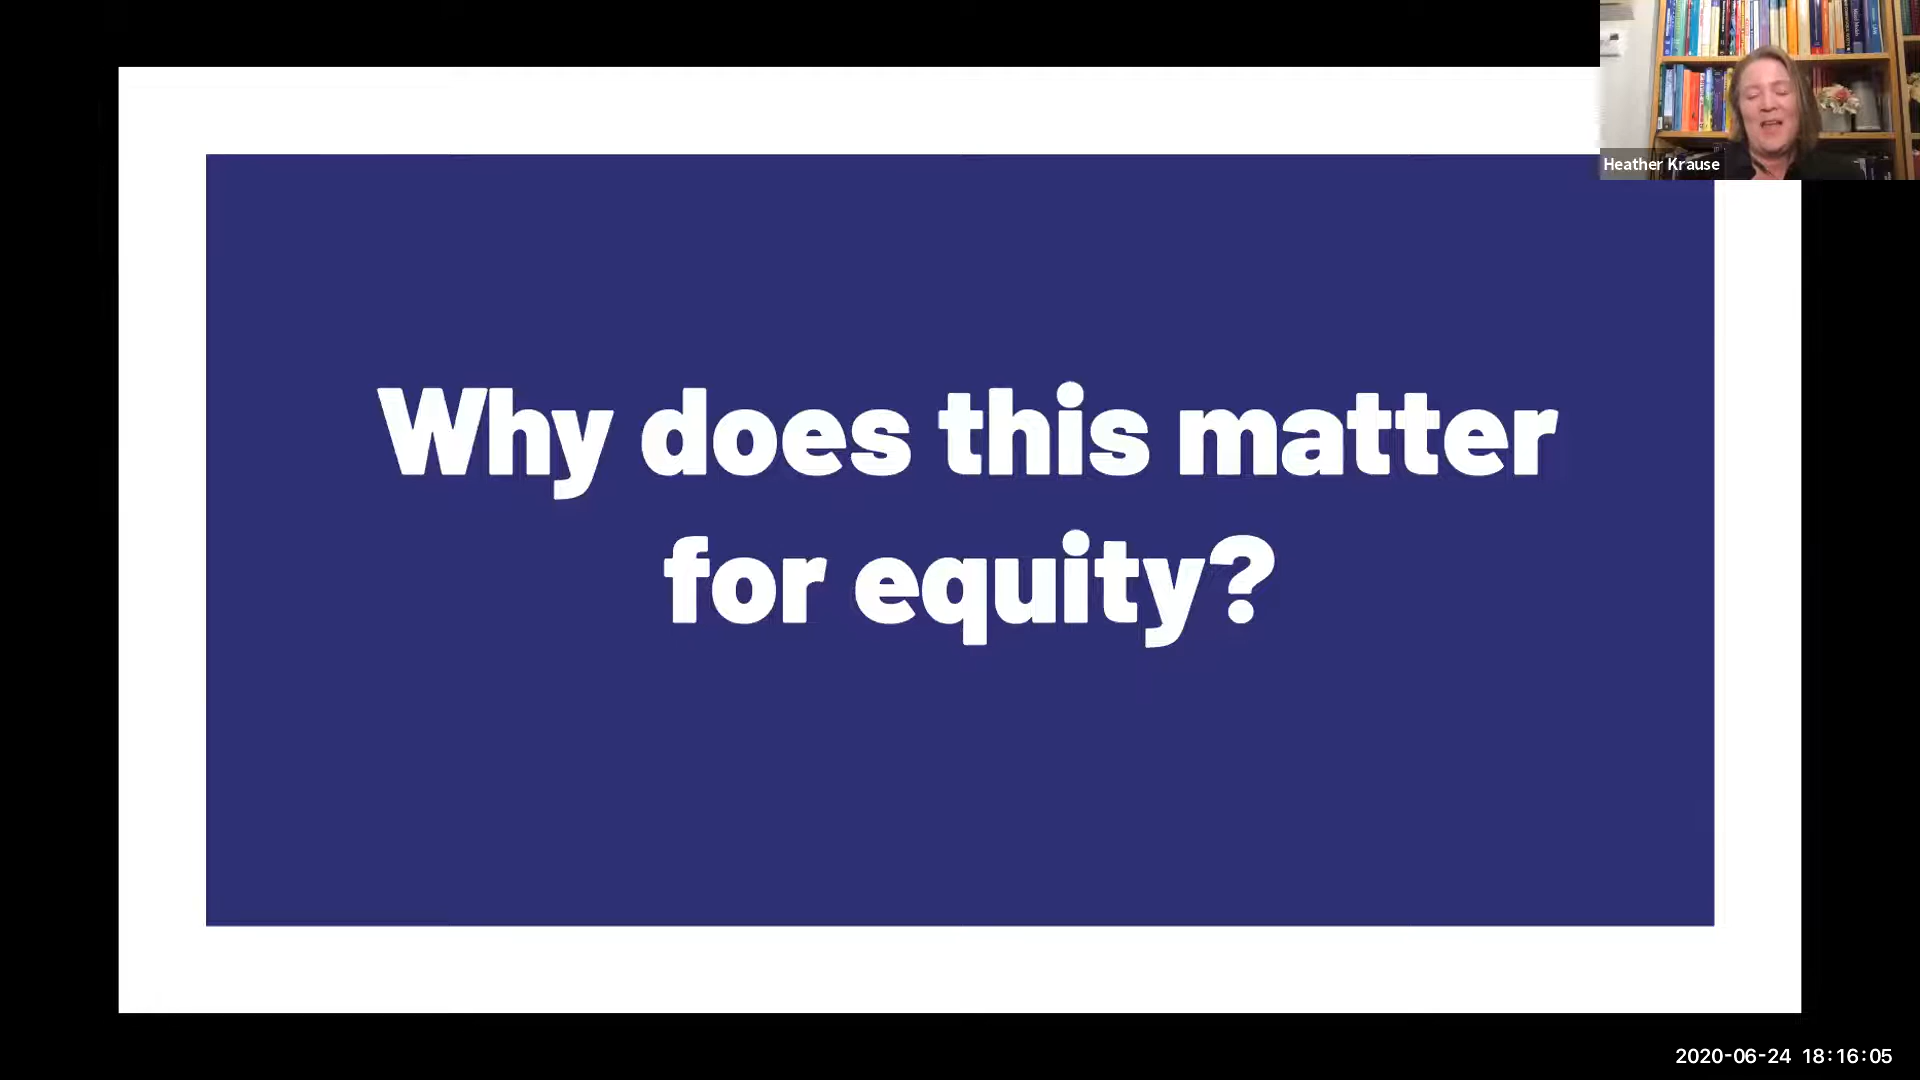 Heather Krause
Why does this matter
for equity?
2020-06-24 18:16:05